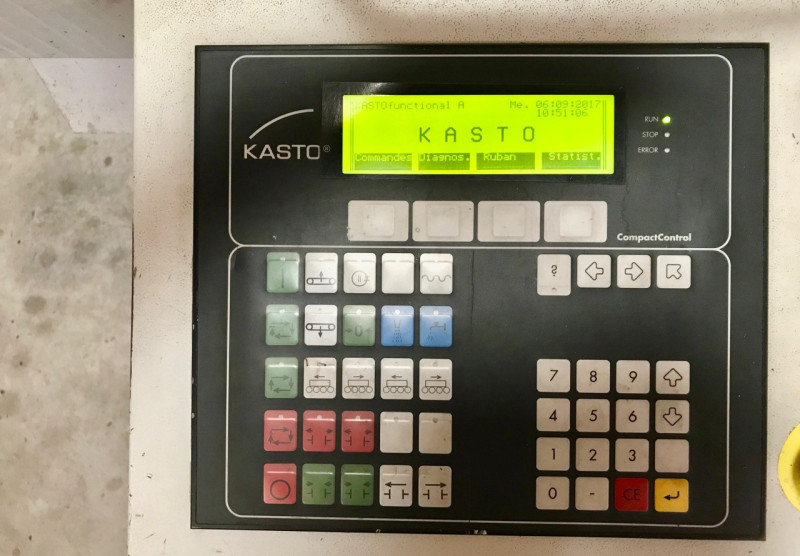 KASTOfunctional A Me. 06:09:2017
10:51:06
KASTO
Commandes Diagnos. Ruban Statist.
KASTO®
RUN
STOP
ERROR
CompactControl
?
7 8 9
4 5 6
1 2 3
0 - CE